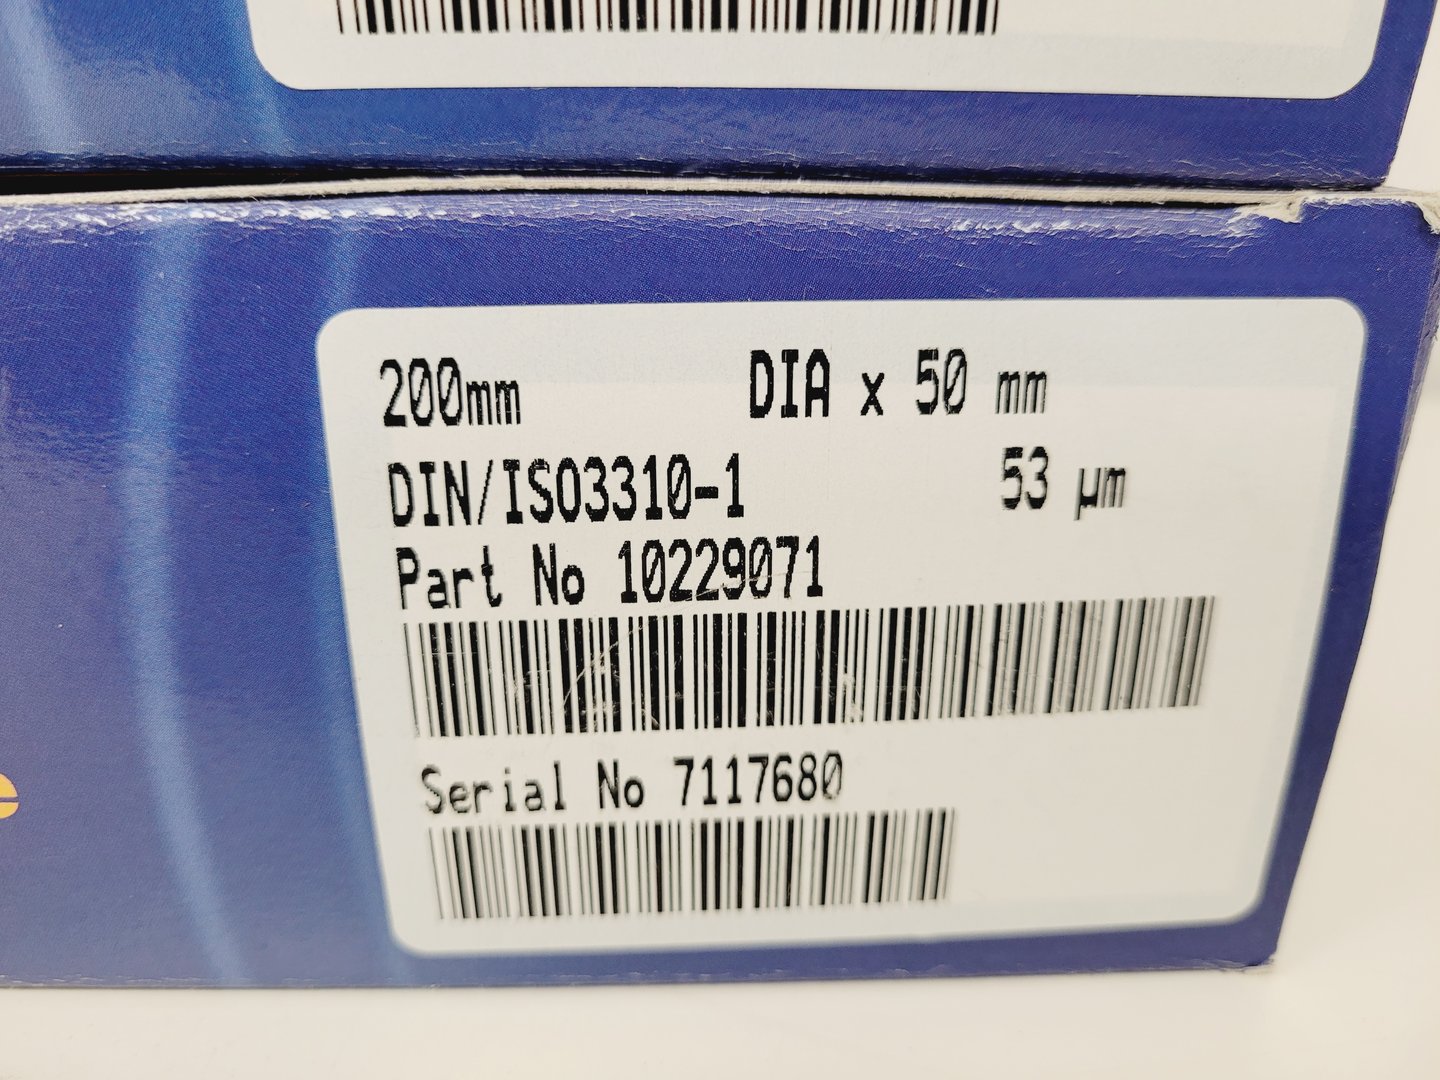 200mm DIA x 50 mm
DIN/ISO3310-1 53 µm
Part No 10229071
Serial No 7117680
e